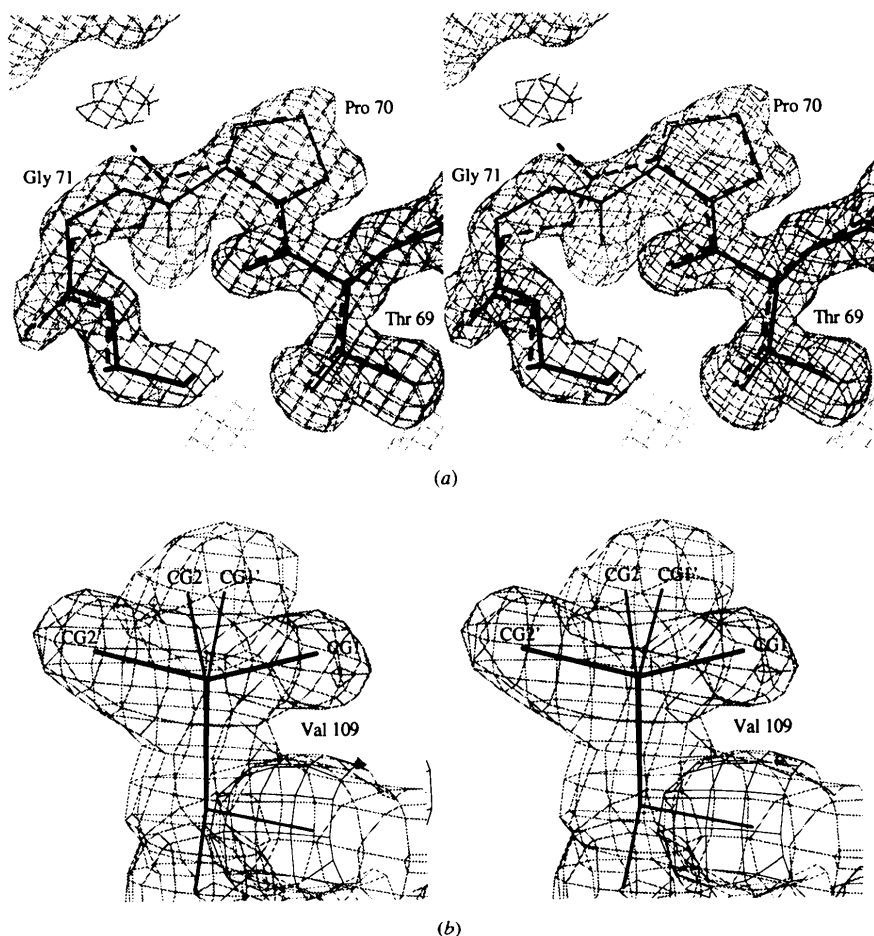 Pro 70
Pro 70
Gly 71
Gly 71
Thr 69
Thr 69
(a)
CG2 CG1'
CG2 CG1'
CG2'
CG1
CG2'
CG1
Val 109
Val 109
(b)